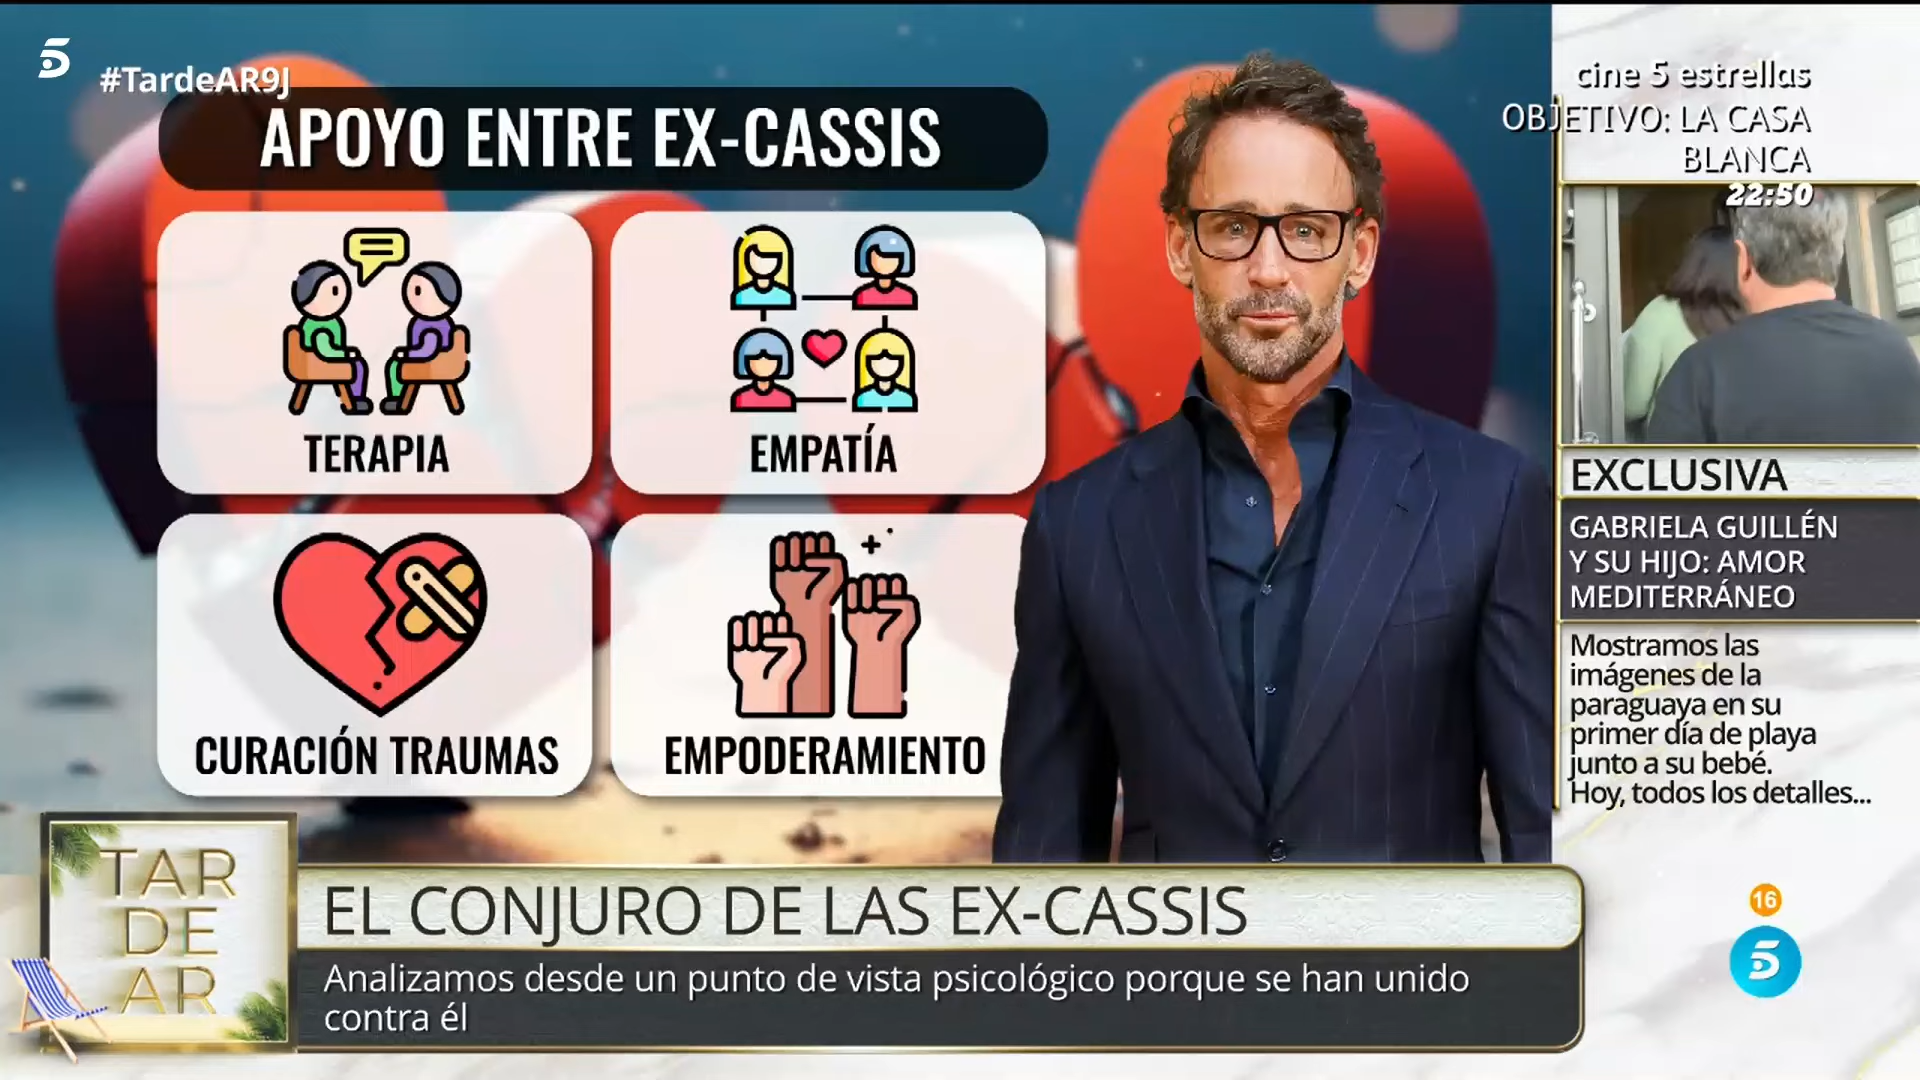 5
#TardeAR9J
APOYO ENTRE EX-CASSIS
TERAPIA
EMPATÍA
CURACIÓN TRAUMAS
EMPODERAMIENTO
cine 5 estrellas
OBJETIVO: LA CASA
BLANCA
22:50
EXCLUSIVA
GABRIELA GUILLÉN
Y SU HIJO: AMOR
MEDITERRÁNEO
Mostramos las
imágenes de la
paraguaya en su
primer día de playa
junto a su bebé.
Hoy, todos los detalles...
TAR
DE
AR
EL CONJURO DE LAS EX-CASSIS
Analizamos desde un punto de vista psicológico porque se han unido
contra él
16
5